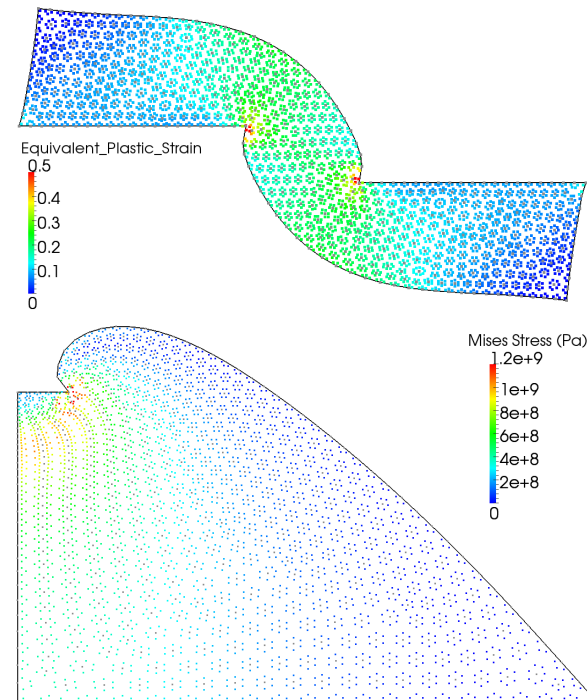 Equivalent_Plastic_Strain
0.5
0.4
0.3
0.2
0.1
0
Mises Stress (Pa)
1.2e+9
1e+9
8e+8
6e+8
4e+8
2e+8
0